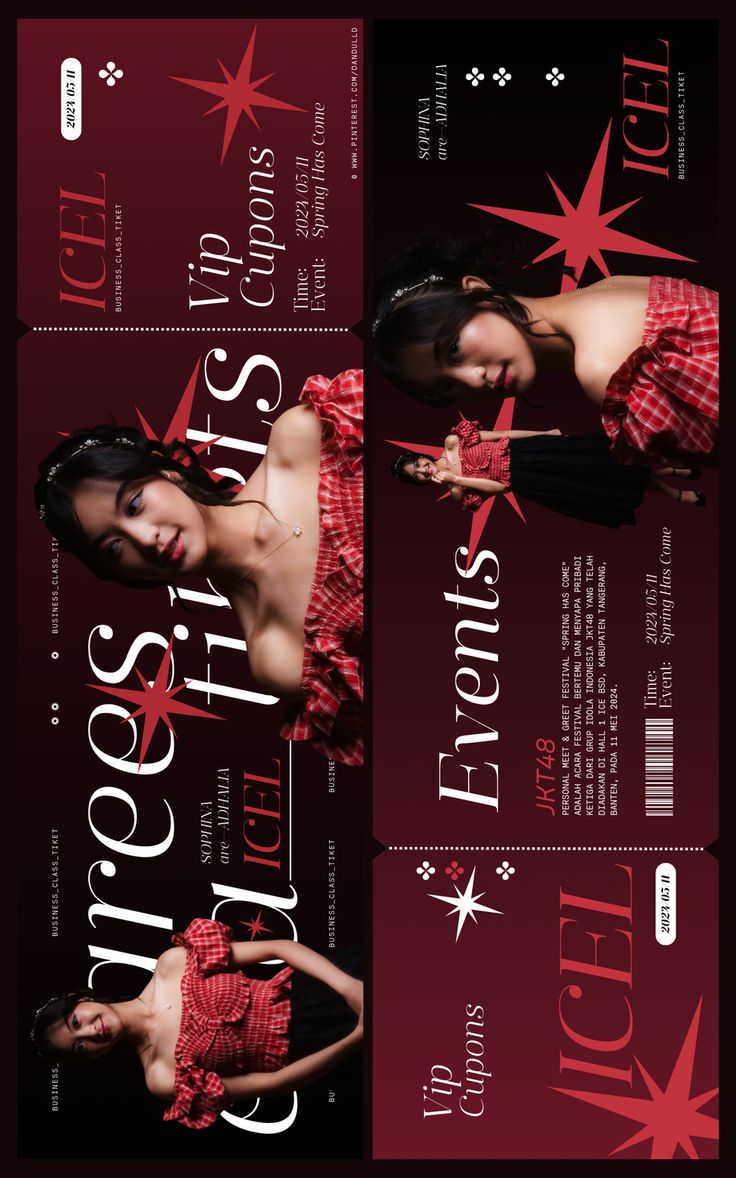 BUSINESS_CLASS_TIKET
SOPHINA
are—ADHALIA
ICEL
BUSINESS_CLASS_TIKET
2024/05/11
ICEL
BUSINESS_CLASS_TIKET
Vip
Cupons
Time: 2024/05/11
Event: Spring Has Come
© WWW.PINTEREST.COM/DANDULLD
Vip
Cupons
ICEL
2024/05/11
Events
JKT48
PERSONAL MEET & GREET FESTIVAL "SPRING HAS COME"
ADALAH ACARA FESTIVAL BERTEMU DAN MENYAPA PRIBADI
KETIGA DARI GRUP IDOLA INDONESIA JKT48 YANG TELAH
DIADAKAN DI HALL 1 ICE BSD, KABUPATEN TANGERANG,
BANTEN, PADA 11 MEI 2024.
Time: 2024/05/11
Event: Spring Has Come
SOPHINA
are—ADHALIA
ICEL
BUSINESS_CLASS_TIKET